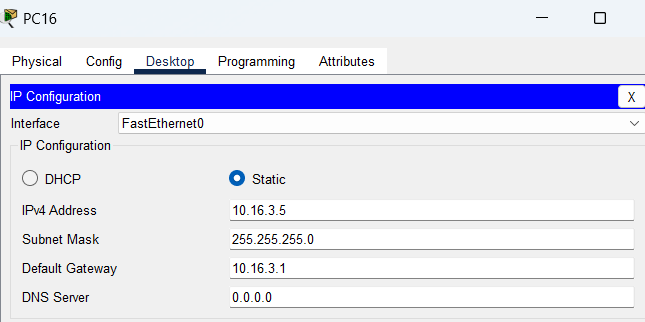 PC16
Physical Config Desktop Programming Attributes
IP Configuration X
Interface FastEthernet0
IP Configuration
DHCP Static
IPv4 Address 10.16.3.5
Subnet Mask 255.255.255.0
Default Gateway 10.16.3.1
DNS Server 0.0.0.0